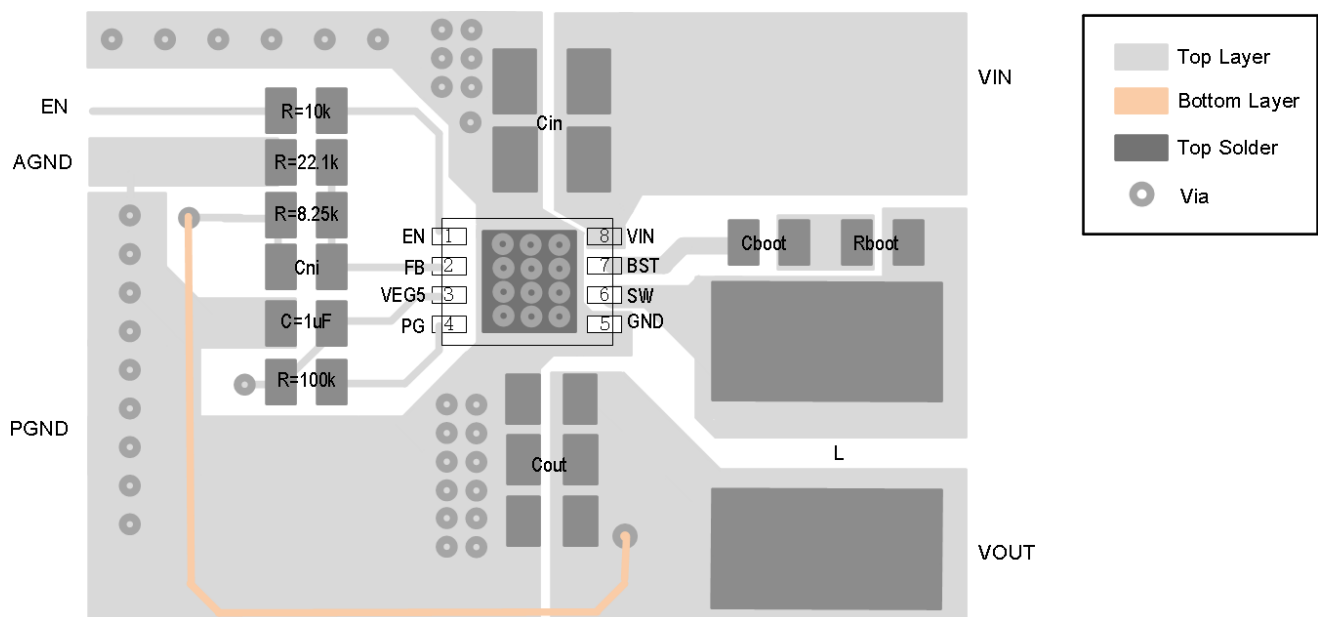 VIN
Top Layer
EN
R=10k
Bottom Layer
Cin
Top Solder
AGND
R=22.1k
Via
R=8.25k
EN 1 8 VIN
Cboot Rboot
Cni
FB 2 7 BST
VEG5 3 6 SW
C=1uF
PG 4 5 GND
R=100k
PGND
L
Cout
VOUT